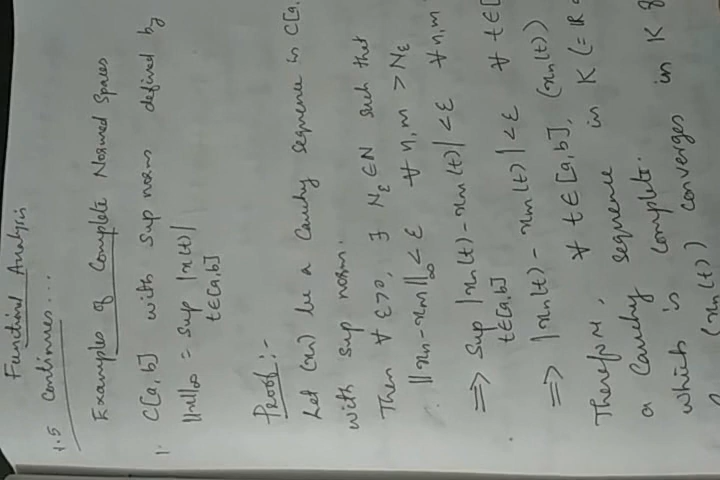 Functional Analysis
1.5 Continues...
Examples of Complete Normed Spaces
1. C[a,b] with sup norm defined by
||x||∞ = sup |x(t)|
t∈[a,b]
Proof:-
Let (xn) be a Cauchy sequence in C[a,
with sup norm.
Then ∀ ε>0, ∃ Nε ∈ N such that
||xn-xm||∞ < ε ∀ n,m > Nε
⇒ sup |xn(t)-xm(t)| < ε ∀ n,m
t∈[a,b]
⇒ |xn(t) - xm(t)| < ε ∀ t∈[
Therefore, ∀ t∈[a,b], (xn(t))
a Cauchy sequence in K (= R
which is complete.
(xn(t)) converges in K